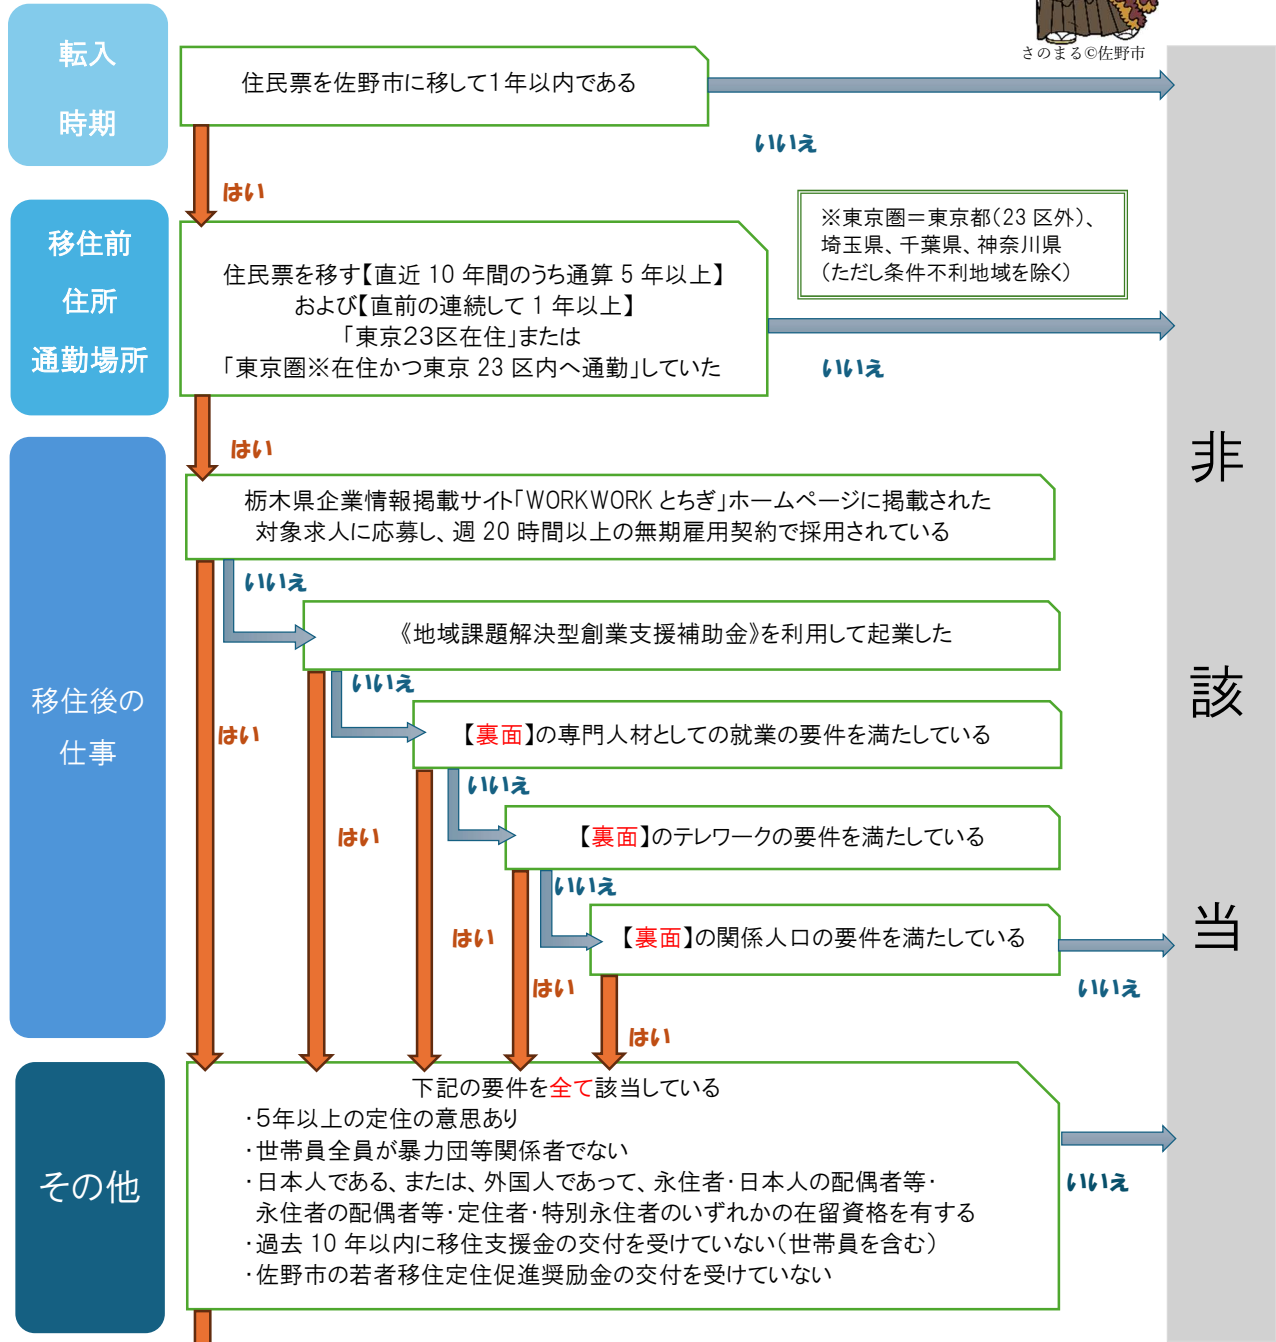 さのまる©佐野市
転入
時期
住民票を佐野市に移して1年以内である
いいえ
はい
移住前
住所
通勤場所
※東京圏＝東京都（23 区外）、
埼玉県、千葉県、神奈川県
（ただし条件不利地域を除く）
住民票を移す【直近 10 年間のうち通算 5 年以上】
および【直前の連続して 1 年以上】
「東京23区在住」または
「東京圏※在住かつ東京 23 区内へ通勤」していた
いいえ
はい
移住後の
仕事
栃木県企業情報掲載サイト「WORKWORK とちぎ」ホームページに掲載された
対象求人に応募し、週 20 時間以上の無期雇用契約で採用されている
いいえ
はい
《地域課題解決型創業支援補助金》を利用して起業した
いいえ
はい
【裏面】の専門人材としての就業の要件を満たしている
いいえ
はい
【裏面】のテレワークの要件を満たしている
いいえ
はい
【裏面】の関係人口の要件を満たしている
いいえ
はい
その他
下記の要件を全て該当している
・5年以上の定住の意思あり
・世帯員全員が暴力団等関係者でない
・日本人である、または、外国人であって、永住者・日本人の配偶者等・
永住者の配偶者等・定住者・特別永住者のいずれかの在留資格を有する
・過去 10 年以内に移住支援金の交付を受けていない（世帯員を含む）
・佐野市の若者移住定住促進奨励金の交付を受けていない
いいえ
非
該
当